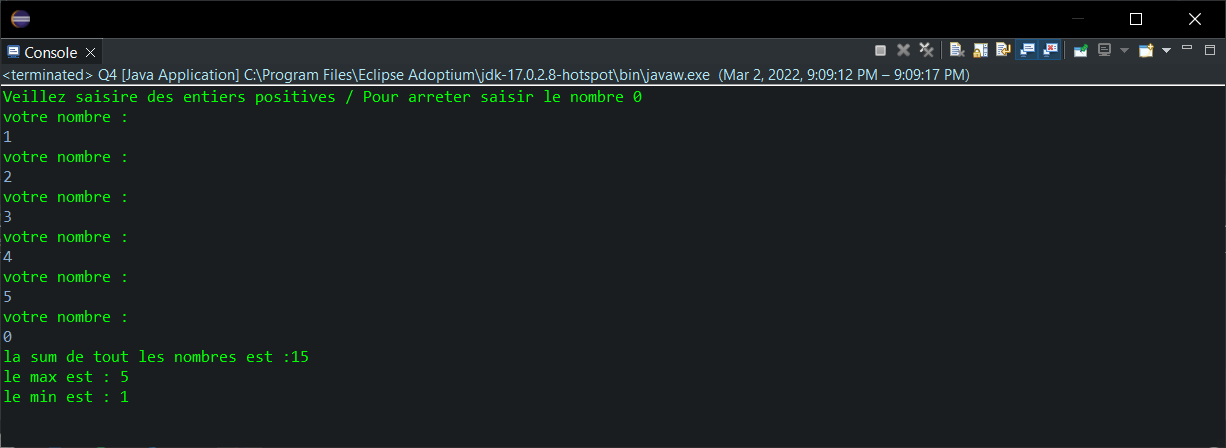 Console
<terminated> Q4 [Java Application] C:\Program Files\Eclipse Adoptium\jdk-17.0.2.8-hotspot\bin\javaw.exe (Mar 2, 2022, 9:09:12 PM – 9:09:17 PM)
Veillez saisire des entiers positives / Pour arreter saisir le nombre 0
votre nombre :
1
votre nombre :
2
votre nombre :
3
votre nombre :
4
votre nombre :
5
votre nombre :
0
la sum de tout les nombres est :15
le max est : 5
le min est : 1